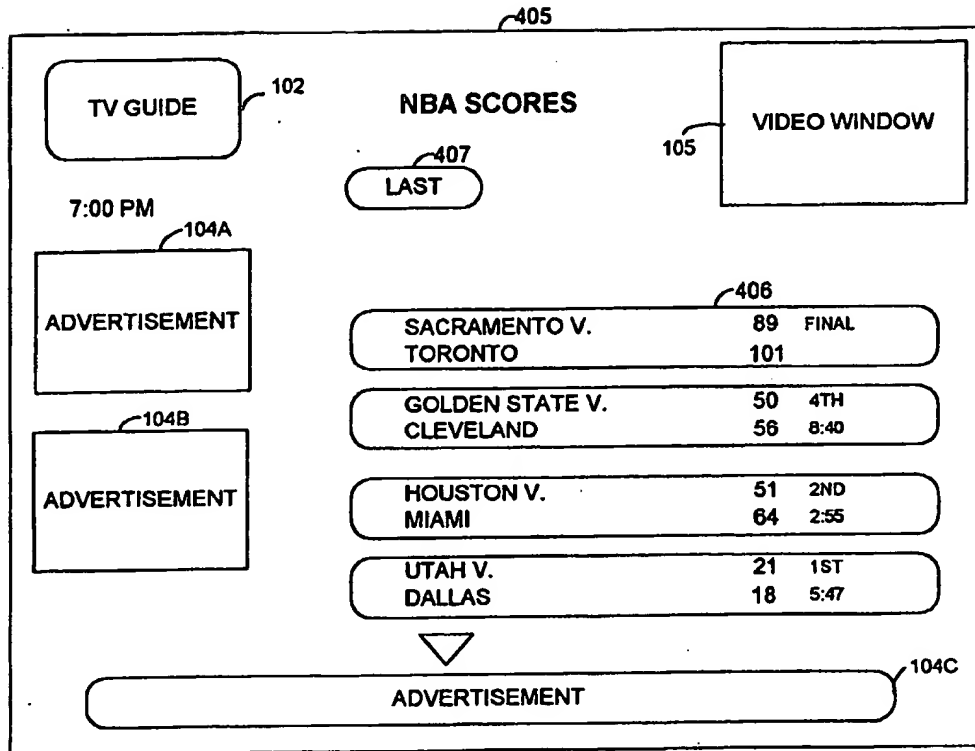 405
TV GUIDE
102
NBA SCORES
VIDEO WINDOW
105
407
LAST
7:00 PM
104A
ADVERTISEMENT
406
SACRAMENTO V. 89 FINAL
TORONTO 101
GOLDEN STATE V. 50 4TH
CLEVELAND 56 8:40
104B
ADVERTISEMENT
HOUSTON V. 51 2ND
MIAMI 64 2:55
UTAH V. 21 1ST
DALLAS 18 5:47
104C
ADVERTISEMENT